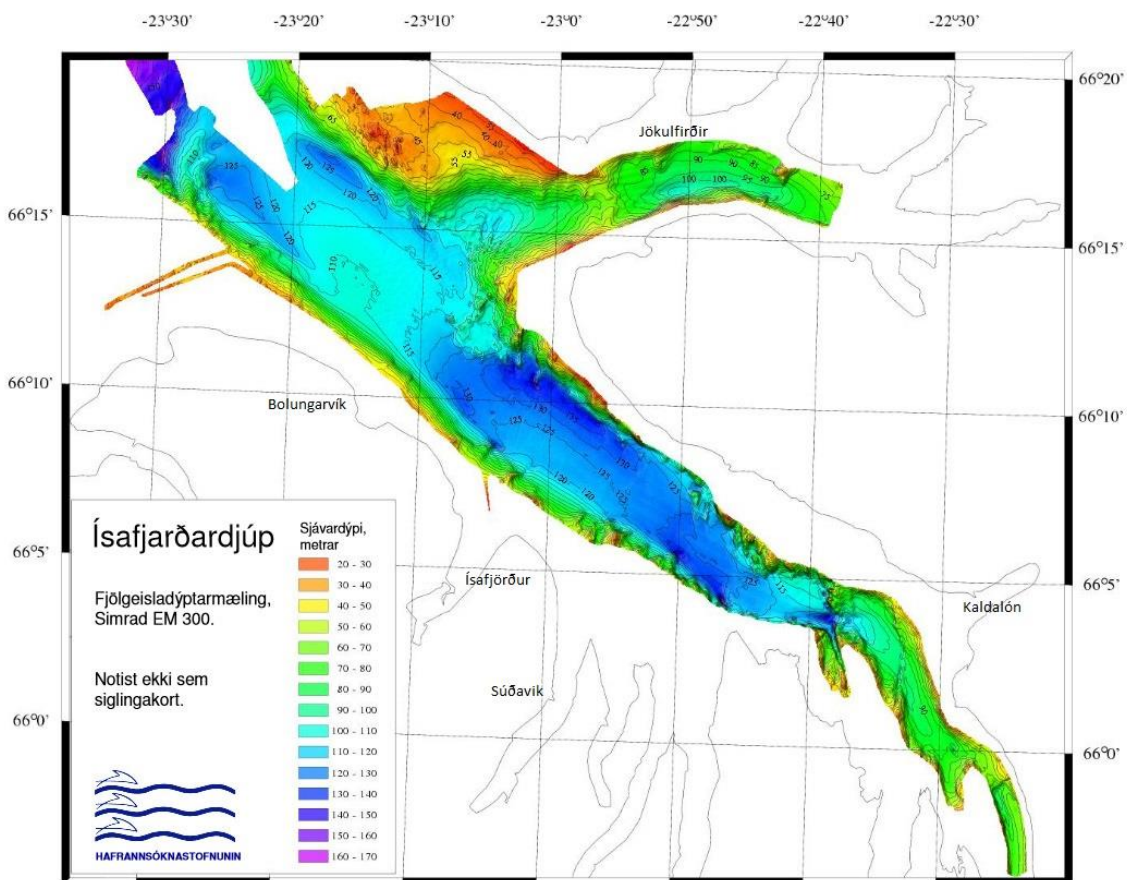 -23°30' -23°20' -23°10' -23°0' -22°50' -22°40' -22°30'
66°20'
Jökulfirðir
66°15' 66°15'
66°10' 66°10'
Bolungarvík
Ísafjarðardjúp
Fjölgeisladýptarmæling,
Simrad EM 300.
Notist ekki sem
siglingakort.
HAFRANNSÓKNASTOFNUNIN
Sjávardýpi,
metrar
20 - 30
30 - 40
40 - 50
50 - 60
60 - 70
70 - 80
80 - 90
90 - 100
100 - 110
110 - 120
120 - 130
130 - 140
140 - 150
150 - 160
160 - 170
66°5' 66°5'
Ísafjörður
Kaldalón
Súðavik
66°0' 66°0'